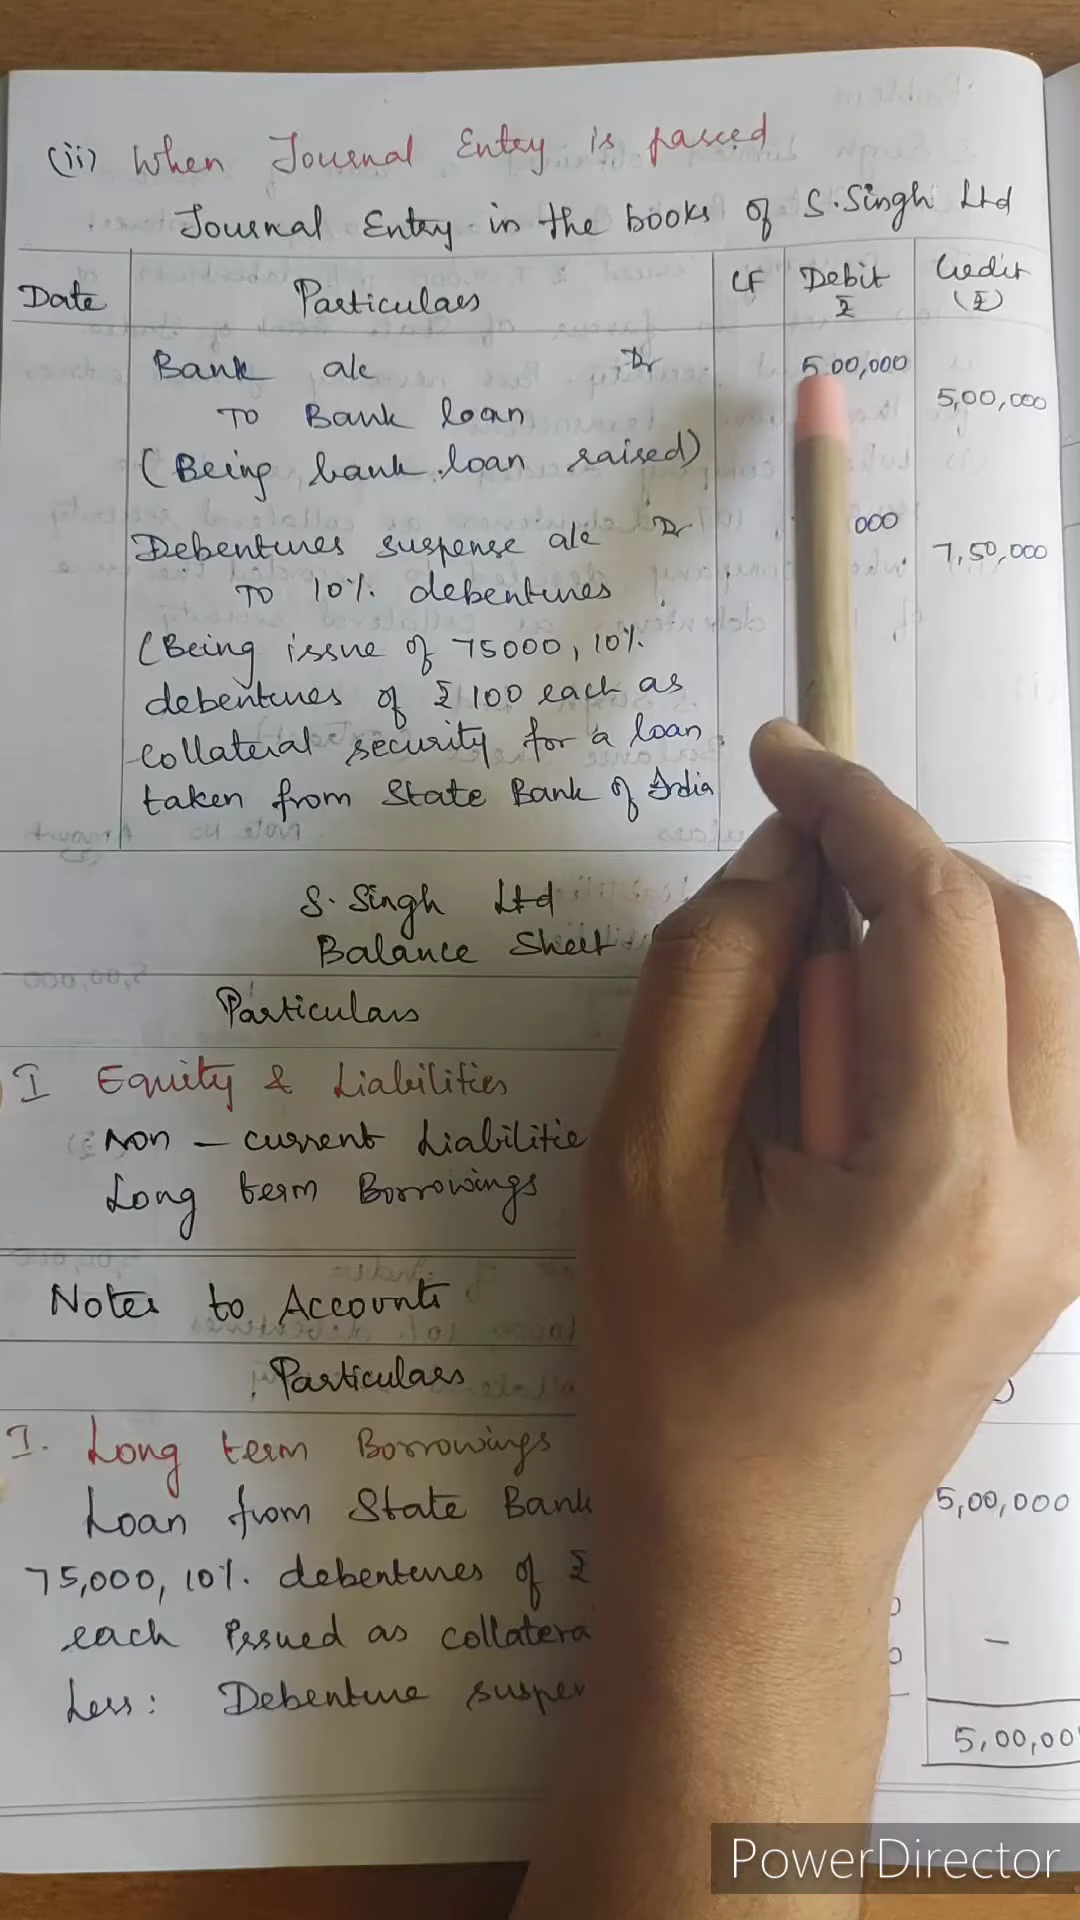 (ii) When Journal Entry is passed
Journal Entry in the books of S. Singh Ltd
Date Particulars LF Debit ₹ Credit (₹)
Bank a/c Dr 5,00,000
To Bank loan 5,00,000
(Being bank loan raised)
Debentures suspense a/c Dr 000
To 10% debentures 7,50,000
(Being issue of 75000, 10%
debentures of ₹ 100 each as
collateral security for a loan
taken from State Bank of India
S. Singh Ltd
Balance Sheet
Particulars
I Equity & Liabilities
Non - current Liabilitie
Long term Borrowings
Notes to Accounts
Particulars
I. Long term Borrowings
Loan from State Bank 5,00,000
75,000, 10% debentures of ₹
each issued as collatera –
Less: Debenture suspen
5,00,00
PowerDirector